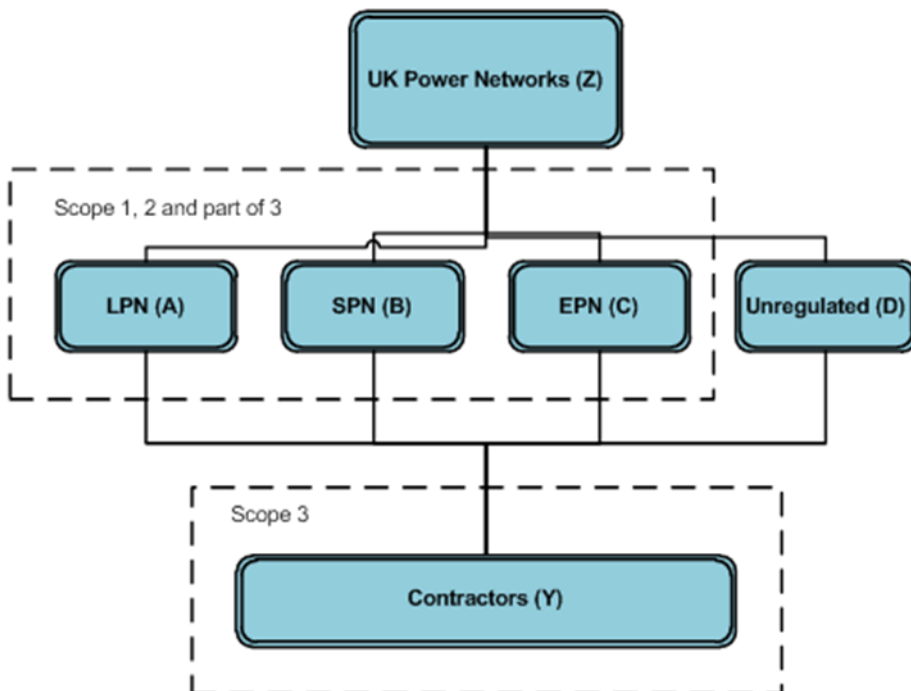 UK Power Networks (Z)
Scope 1, 2 and part of 3
LPN (A)
SPN (B)
EPN (C)
Unregulated (D)
Scope 3
Contractors (Y)